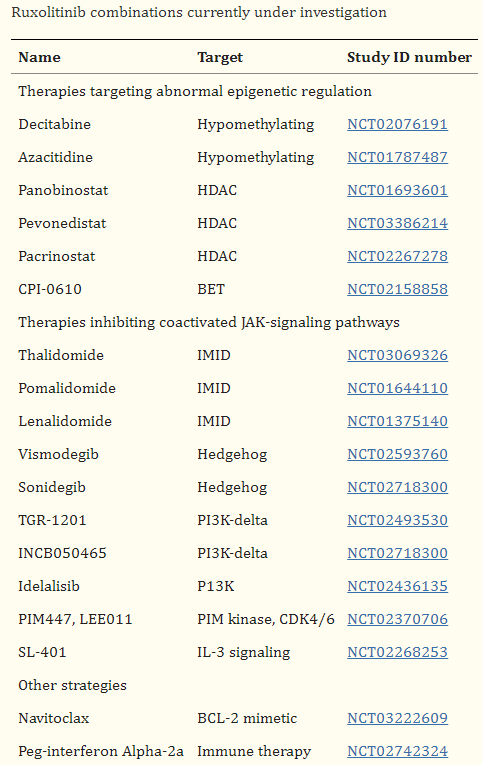 Ruxolitinib combinations currently under investigation
Name Target Study ID number
Therapies targeting abnormal epigenetic regulation
Decitabine Hypomethylating NCT02076191
Azacitidine Hypomethylating NCT01787487
Panobinostat HDAC NCT01693601
Pevonedistat HDAC NCT03386214
Pacrinostat HDAC NCT02267278
CPI-0610 BET NCT02158858
Therapies inhibiting coactivated JAK-signaling pathways
Thalidomide IMID NCT03069326
Pomalidomide IMID NCT01644110
Lenalidomide IMID NCT01375140
Vismodegib Hedgehog NCT02593760
Sonidegib Hedgehog NCT02718300
TGR-1201 PI3K-delta NCT02493530
INCB050465 PI3K-delta NCT02718300
Idelalisib P13K NCT02436135
PIM447, LEE011 PIM kinase, CDK4/6 NCT02370706
SL-401 IL-3 signaling NCT02268253
Other strategies
Navitoclax BCL-2 mimetic NCT03222609
Peg-interferon Alpha-2a Immune therapy NCT02742324